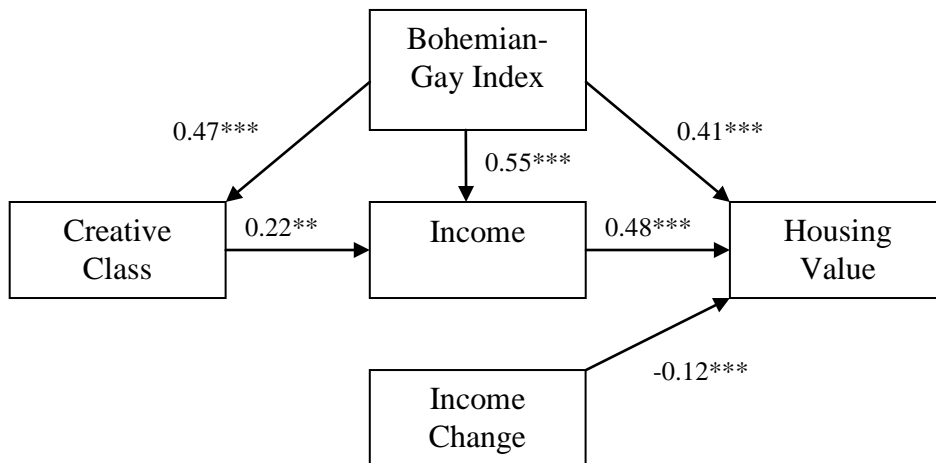 Bohemian-
Gay Index
0.47***
0.41***
0.55***
Creative
Class
0.22**
Income
0.48***
Housing
Value
-0.12***
Income
Change